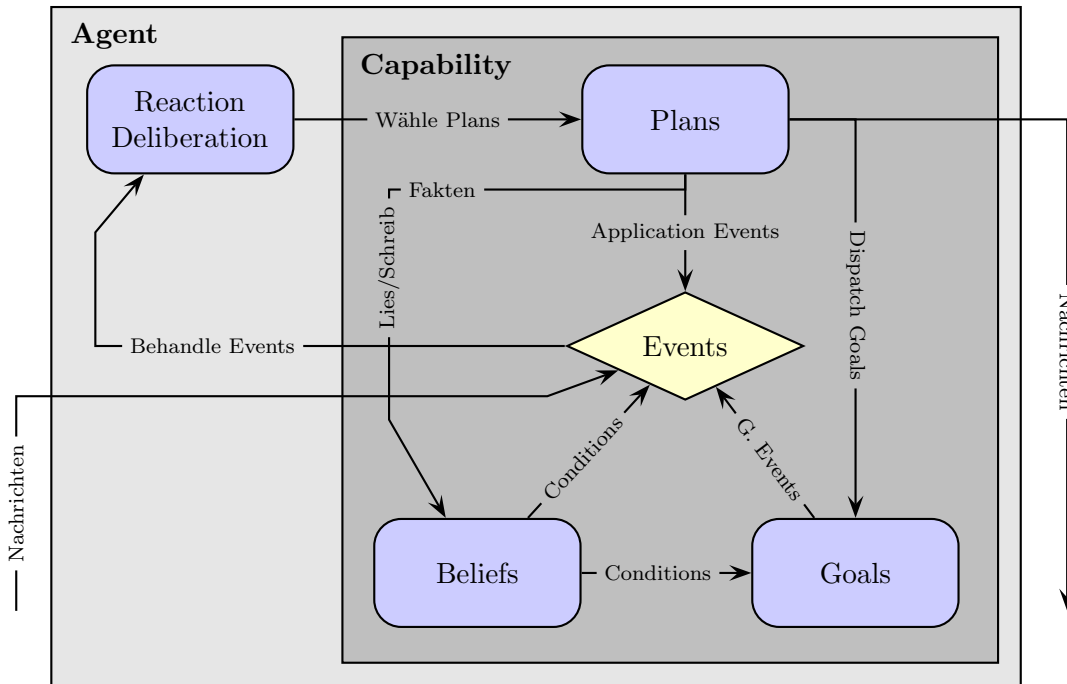 Agent
Capability
Reaction
Deliberation
Wähle Plans
Plans
Fakten
Lies/Schreib
Application Events
Dispatch Goals
Nachrichten
Behandle Events
Events
Nachrichten
Conditions
G. Events
Beliefs
Conditions
Goals